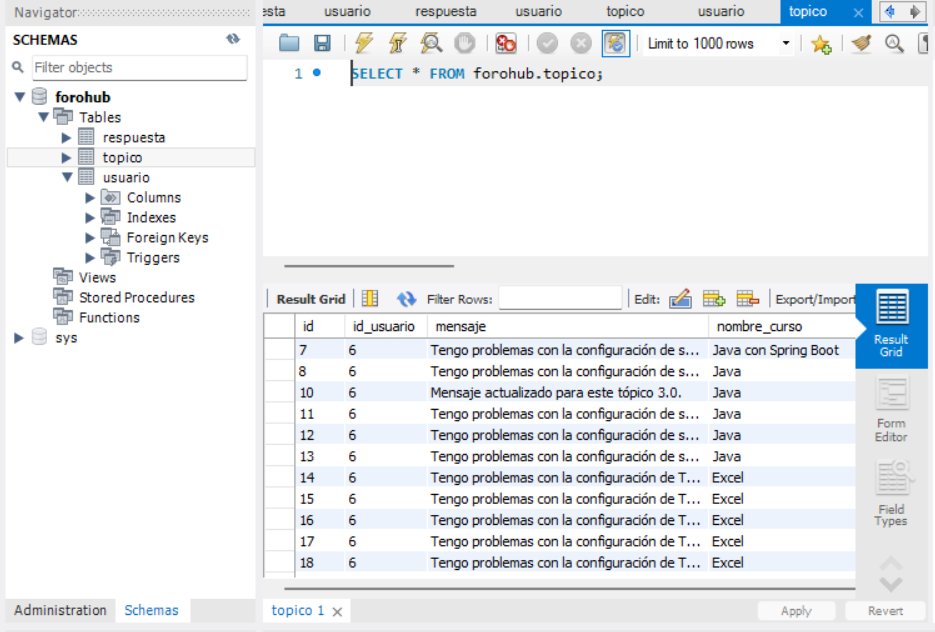 Navigator
SCHEMAS
Filter objects
forohub
Tables
respuesta
topico
usuario
Columns
Indexes
Foreign Keys
Triggers
Views
Stored Procedures
Functions
sys
Administration Schemas
esta usuario respuesta usuario topico usuario topico
Limit to 1000 rows
1 SELECT * FROM forohub.topico;
Result Grid Filter Rows: Edit: Export/Import
id id_usuario mensaje nombre_curso
7 6 Tengo problemas con la configuración de s... Java con Spring Boot
8 6 Tengo problemas con la configuración de s... Java
10 6 Mensaje actualizado para este tópico 3.0. Java
11 6 Tengo problemas con la configuración de s... Java
12 6 Tengo problemas con la configuración de s... Java
13 6 Tengo problemas con la configuración de s... Java
14 6 Tengo problemas con la configuración de T... Excel
15 6 Tengo problemas con la configuración de T... Excel
16 6 Tengo problemas con la configuración de T... Excel
17 6 Tengo problemas con la configuración de T... Excel
18 6 Tengo problemas con la configuración de T... Excel
Result
Grid
Form
Editor
Field
Types
topico 1 Apply Revert